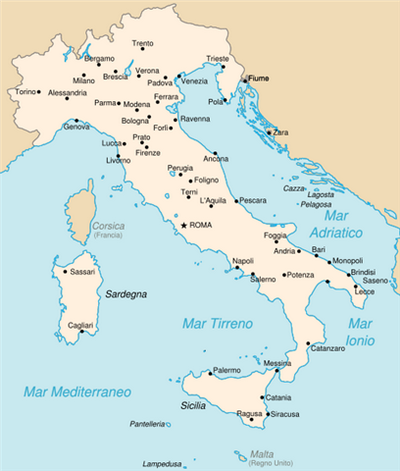 Trento
Bergamo
Trieste
Milano
Brescia
Verona
Padova
Venezia
Fiume
Torino
Alessandria
Parma
Ferrara
Pola
Modena
Genova
Bologna
Ravenna
Forlì
Lucca
Prato
Firenze
Zara
Livorno
Ancona
Perugia
Foligno
Terni
L'Aquila
Pescara
Cazza
Lagosta
Pelagosa
Corsica
(Francia)
ROMA
Mar
Adriatico
Foggia
Andria
Bari
Monopoli
Sassari
Napoli
Salerno
Potenza
Brindisi
Saseno
Lecce
Sardegna
Cagliari
Mar Tirreno
Mar
Ionio
Catanzaro
Messina
Palermo
Mar Mediterraneo
Sicilia
Catania
Ragusa
Siracusa
Pantelleria
Malta
(Regno Unito)
Lampedusa